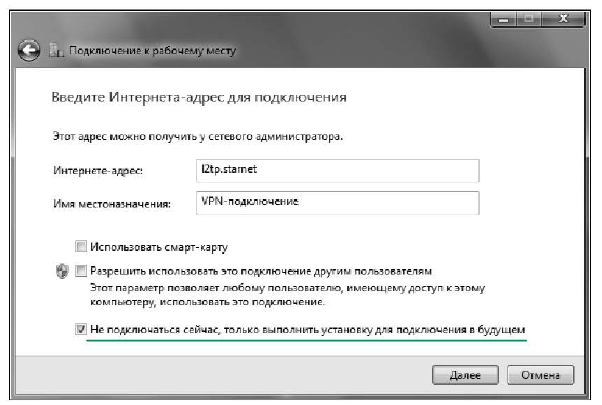 Подключение к рабочему месту
Введите Интернета-адрес для подключения
Этот адрес можно получить у сетевого администратора.
Интернете-адрес:
l2tp.starnet
Имя местоназначения:
VPN-подключение
Использовать смарт-карту
Разрешить использовать это подключение другим пользователям
Этот параметр позволяет любому пользователю, имеющему доступ к этому
компьютеру, использовать это подключение.
Не подключаться сейчас, только выполнить установку для подключения в будущем
Далее
Отмена